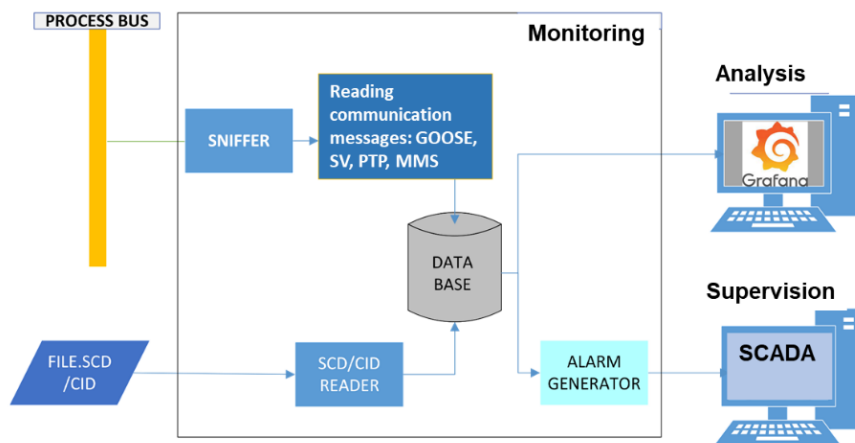 PROCESS BUS
Monitoring
Analysis
Reading
communication
messages: GOOSE,
SV, PTP, MMS
SNIFFER
Grafana
DATA
BASE
Supervision
FILE.SCD
/CID
SCD/CID
READER
ALARM
GENERATOR
SCADA